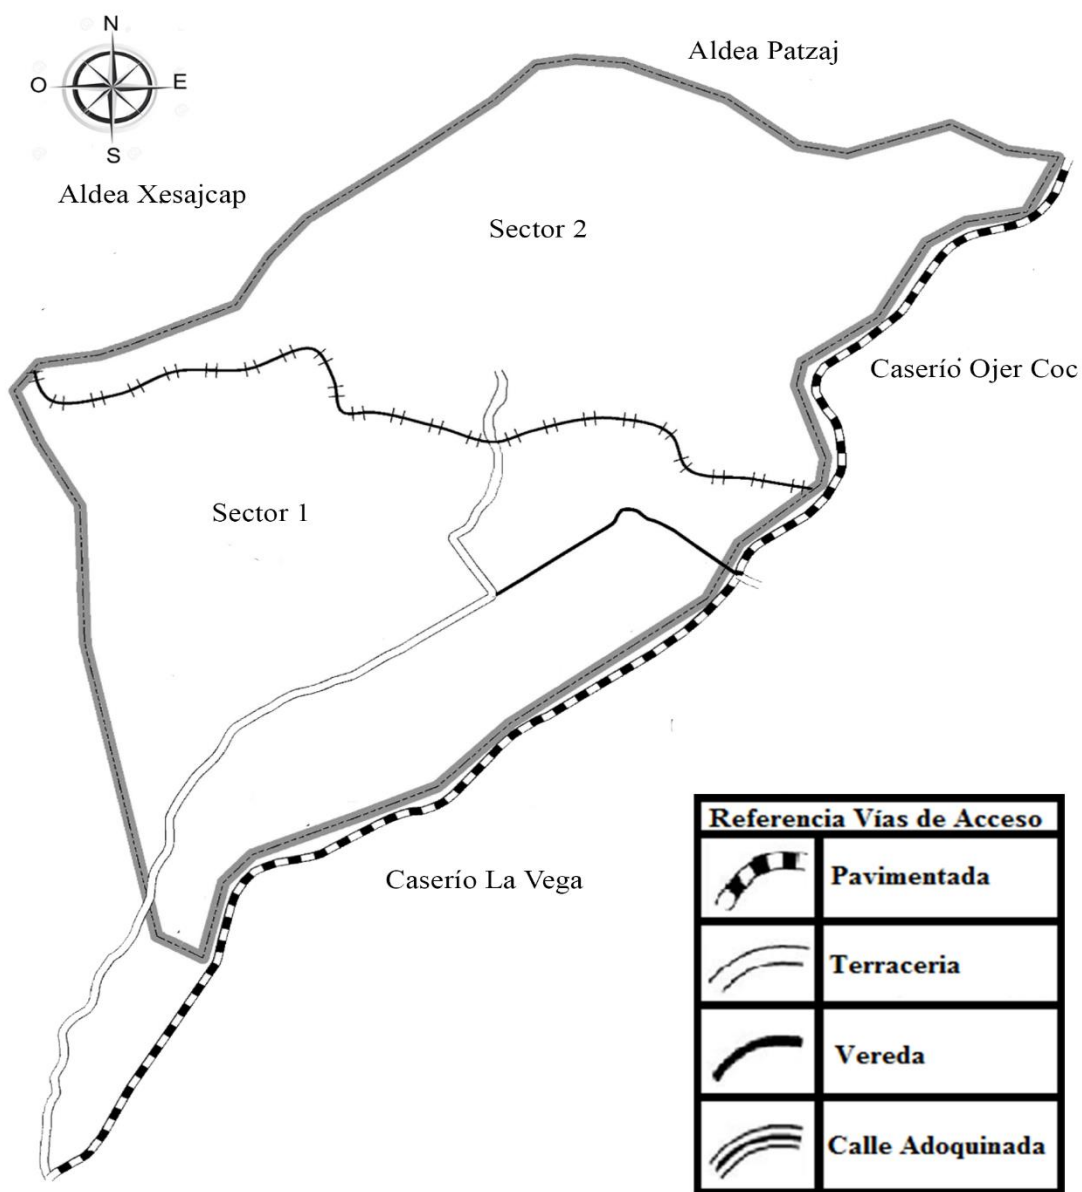 N
Aldea Patzaj
O
E
S
Aldea Xesajcap
Sector 2
Caserío Ojer Coc
Sector 1
Caserío La Vega
Referencia Vías de Acceso
Pavimentada
Terraceria
Vereda
Calle Adoquinada